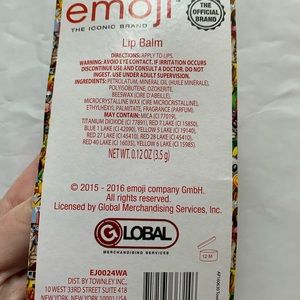 emoji™
THE ICONIC BRAND
THE OFFICIAL BRAND
Lip Balm
DIRECTIONS: APPLY TO LIPS.
WARNING: AVOID EYE CONTACT. IF IRRITATION OCCURS
DISCONTINUE USE AND CONSULT A DOCTOR. DO NOT
INGEST. USE UNDER ADULT SUPERVISION.
INGREDIENTS: PETROLATUM, MINERAL OIL (HUILE MINERALE),
POLYISOBUTENE, OZOKERITE,
BEESWAX (CIRE D'ABEILLE),
MICROCRYSTALLINE WAX (CIRE MICROCRISTALLINE),
ETHYLHEXYL PALMITATE, FRAGRANCE (PARFUM).
MAY CONTAIN: MICA (CI 77019),
TITANIUM DIOXIDE (CI 77891), RED 7 LAKE (CI 15850),
BLUE 1 LAKE (CI 42090), YELLOW 5 LAKE (CI 19140),
RED 27 LAKE (CI 45410), RED 28 LAKE (CI 45410),
RED 40 LAKE (CI 16035), YELLOW 6 LAKE (CI 15985).
NET WT. 0.12 OZ (3.5 g)
© 2015 - 2016 emoji company GmbH.
All rights reserved.
Licensed by Global Merchandising Services, Inc.
GLOBAL
MERCHANDISING SERVICES
12 M
EJ0024WA
DIST. BY TOWNLEY INC.
10 WEST 33RD STREET SUITE 418
NEW YORK, NEW YORK 10001 USA